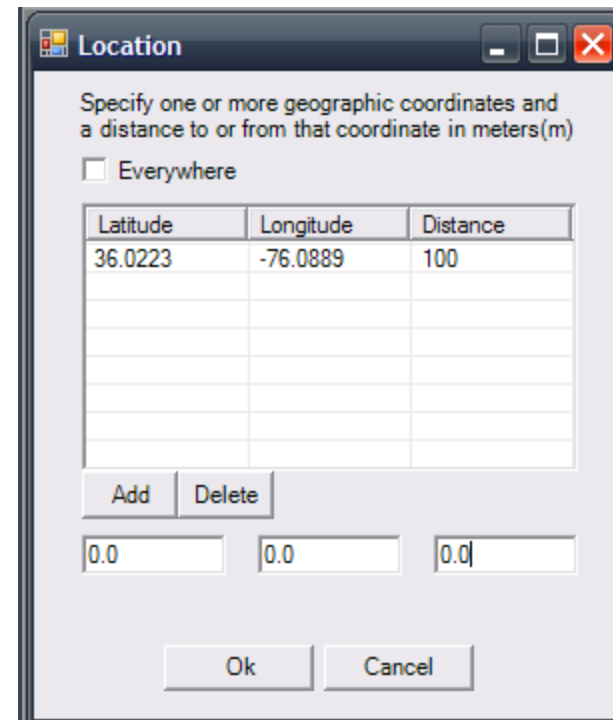 Location
Specify one or more geographic coordinates and
a distance to or from that coordinate in meters(m)
Everywhere
Latitude Longitude Distance
36.0223 -76.0889 100
Add Delete
0.0 0.0 0.0
Ok Cancel